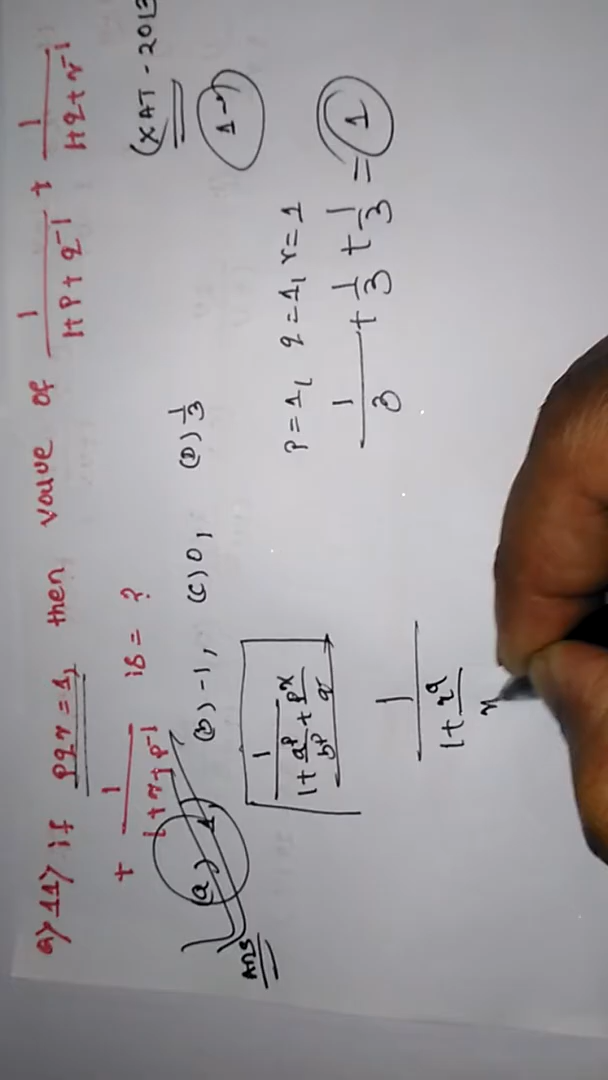 Q) 11) if pqr = 1, then value of 1/(1+p+q⁻¹) + 1/(1+q+r⁻¹)
+ 1/(1+r+p⁻¹) is = ?
(XAT - 2013
(a) 1, (b) -1, (c) 0, (D) 1/3
1-r
Ans
p = 1, q = 1, r = 1
1/3 + 1/3 + 1/3 = 1